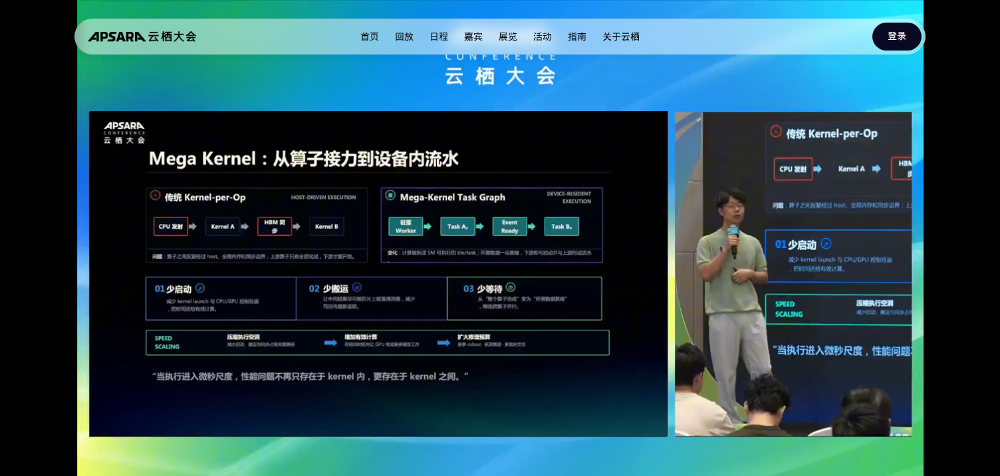 APSARA 云栖大会
首页 回放 日程 嘉宾 展览 活动 指南 关于云栖
登录
CONFERENCE
云栖大会
APSARA
CONFERENCE
云栖大会
Mega Kernel：从算子接力到设备内流水
传统 Kernel-per-Op
HOST-DRIVEN EXECUTION
CPU 发射
Kernel A
HBM 同
步
Kernel B
问题：算子之间反复经过 host、全局内存和同步边界；上游算子只有全部完成，下游才能开始。
Mega-Kernel Task Graph
DEVICE-RESIDENT
EXECUTION
驻留
Worker
Task A₀
Event
Ready
Task B₀
变化：计算被拆成 SM 可执行的 tile/task；所需数据一旦就绪，下游即可启动并与上游形成流水
。
01 少启动
减少 kernel launch 与 CPU/GPU 控制往返
，把时间还给有效计算。
02 少搬运
让中间结果尽可能在片上被直接消费，减少
写回与重新读取。
03 少等待
从“整个算子完成”变为“所需数据就绪”
，释放跨算子并行。
SPEED
SCALING
压缩执行空洞
减少启动、搬运与同步占用关键路径
增加有效计算
在相同时延内让 GPU 完成更多模型工作
扩大推理预算
更多 rollout · 更深推理 · 更实时交互
“当执行进入微秒尺度，性能问题不再只存在于 kernel 内，更存在于 kernel 之间。”
传统 Kernel-per-Op
CPU 发射
Kernel A
HBM
步
问题：算子之间反复经过 host、全局内存和同步边界；上
01 少启动
减少 kernel launch 与 CPU/GPU 控制往返
，把时间还给有效计算。
SPEED
SCALING
压缩执行空洞
减少启动、搬运与同步占
“当执行进入微秒尺度，性能问题